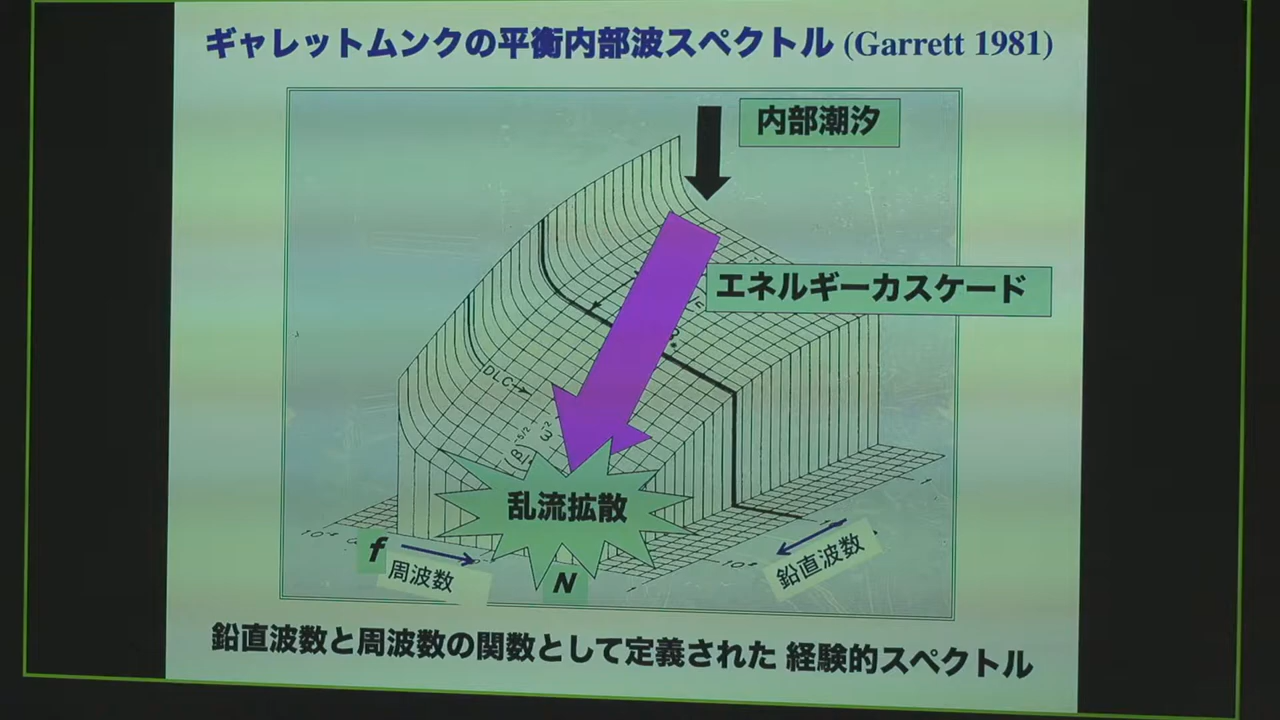 ギャレットムンクの平衡内部波スペクトル (Garrett 1981)
内部潮汐
エネルギーカスケード
DLC→
乱流拡散
f
周波数
N
鉛直波数
鉛直波数と周波数の関数として定義された 経験的スペクトル